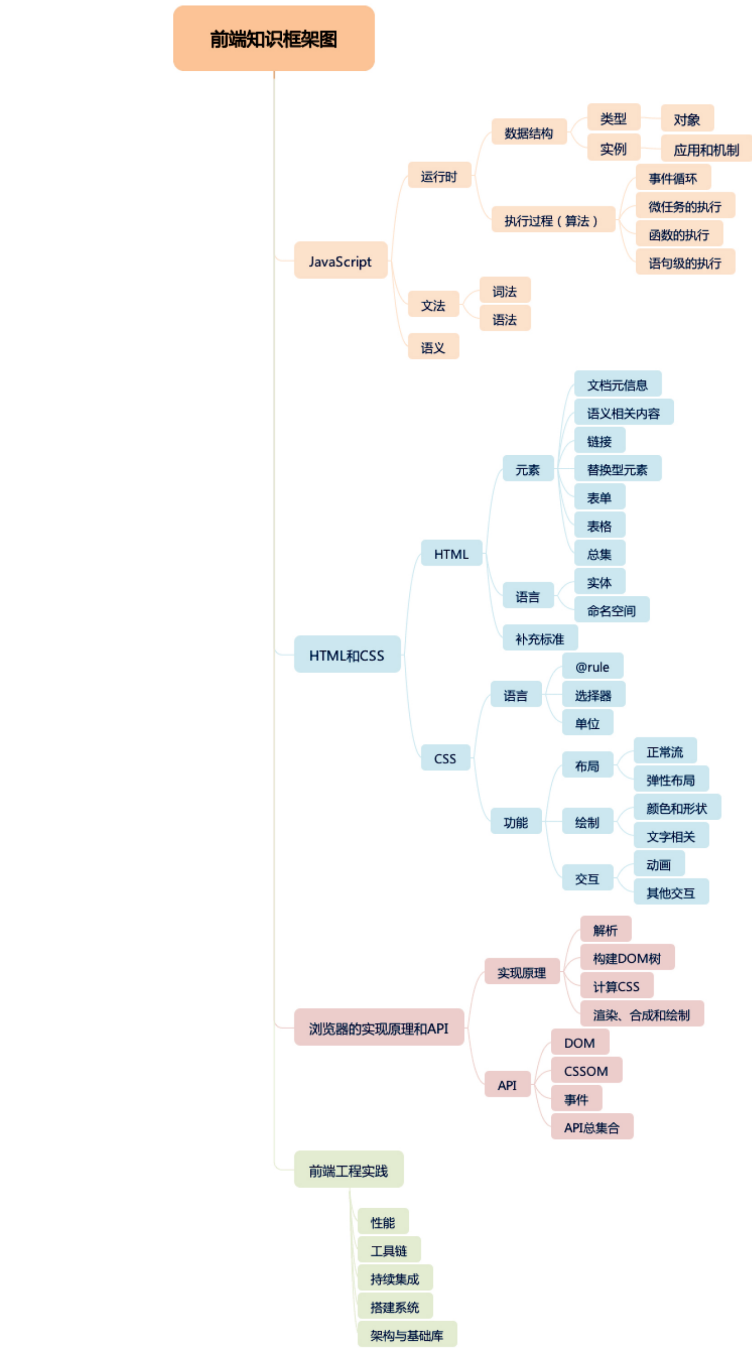 前端知识框架图
JavaScript
运行时
数据结构
类型
对象
实例
应用和机制
执行过程（算法）
事件循环
微任务的执行
函数的执行
语句级的执行
文法
词法
语法
语义
HTML和CSS
HTML
元素
文档元信息
语义相关内容
链接
替换型元素
表单
表格
总集
语言
实体
命名空间
补充标准
CSS
语言
@rule
选择器
单位
功能
布局
正常流
弹性布局
绘制
颜色和形状
文字相关
交互
动画
其他交互
浏览器的实现原理和API
实现原理
解析
构建DOM树
计算CSS
渲染、合成和绘制
API
DOM
CSSOM
事件
API总集合
前端工程实践
性能
工具链
持续集成
搭建系统
架构与基础库